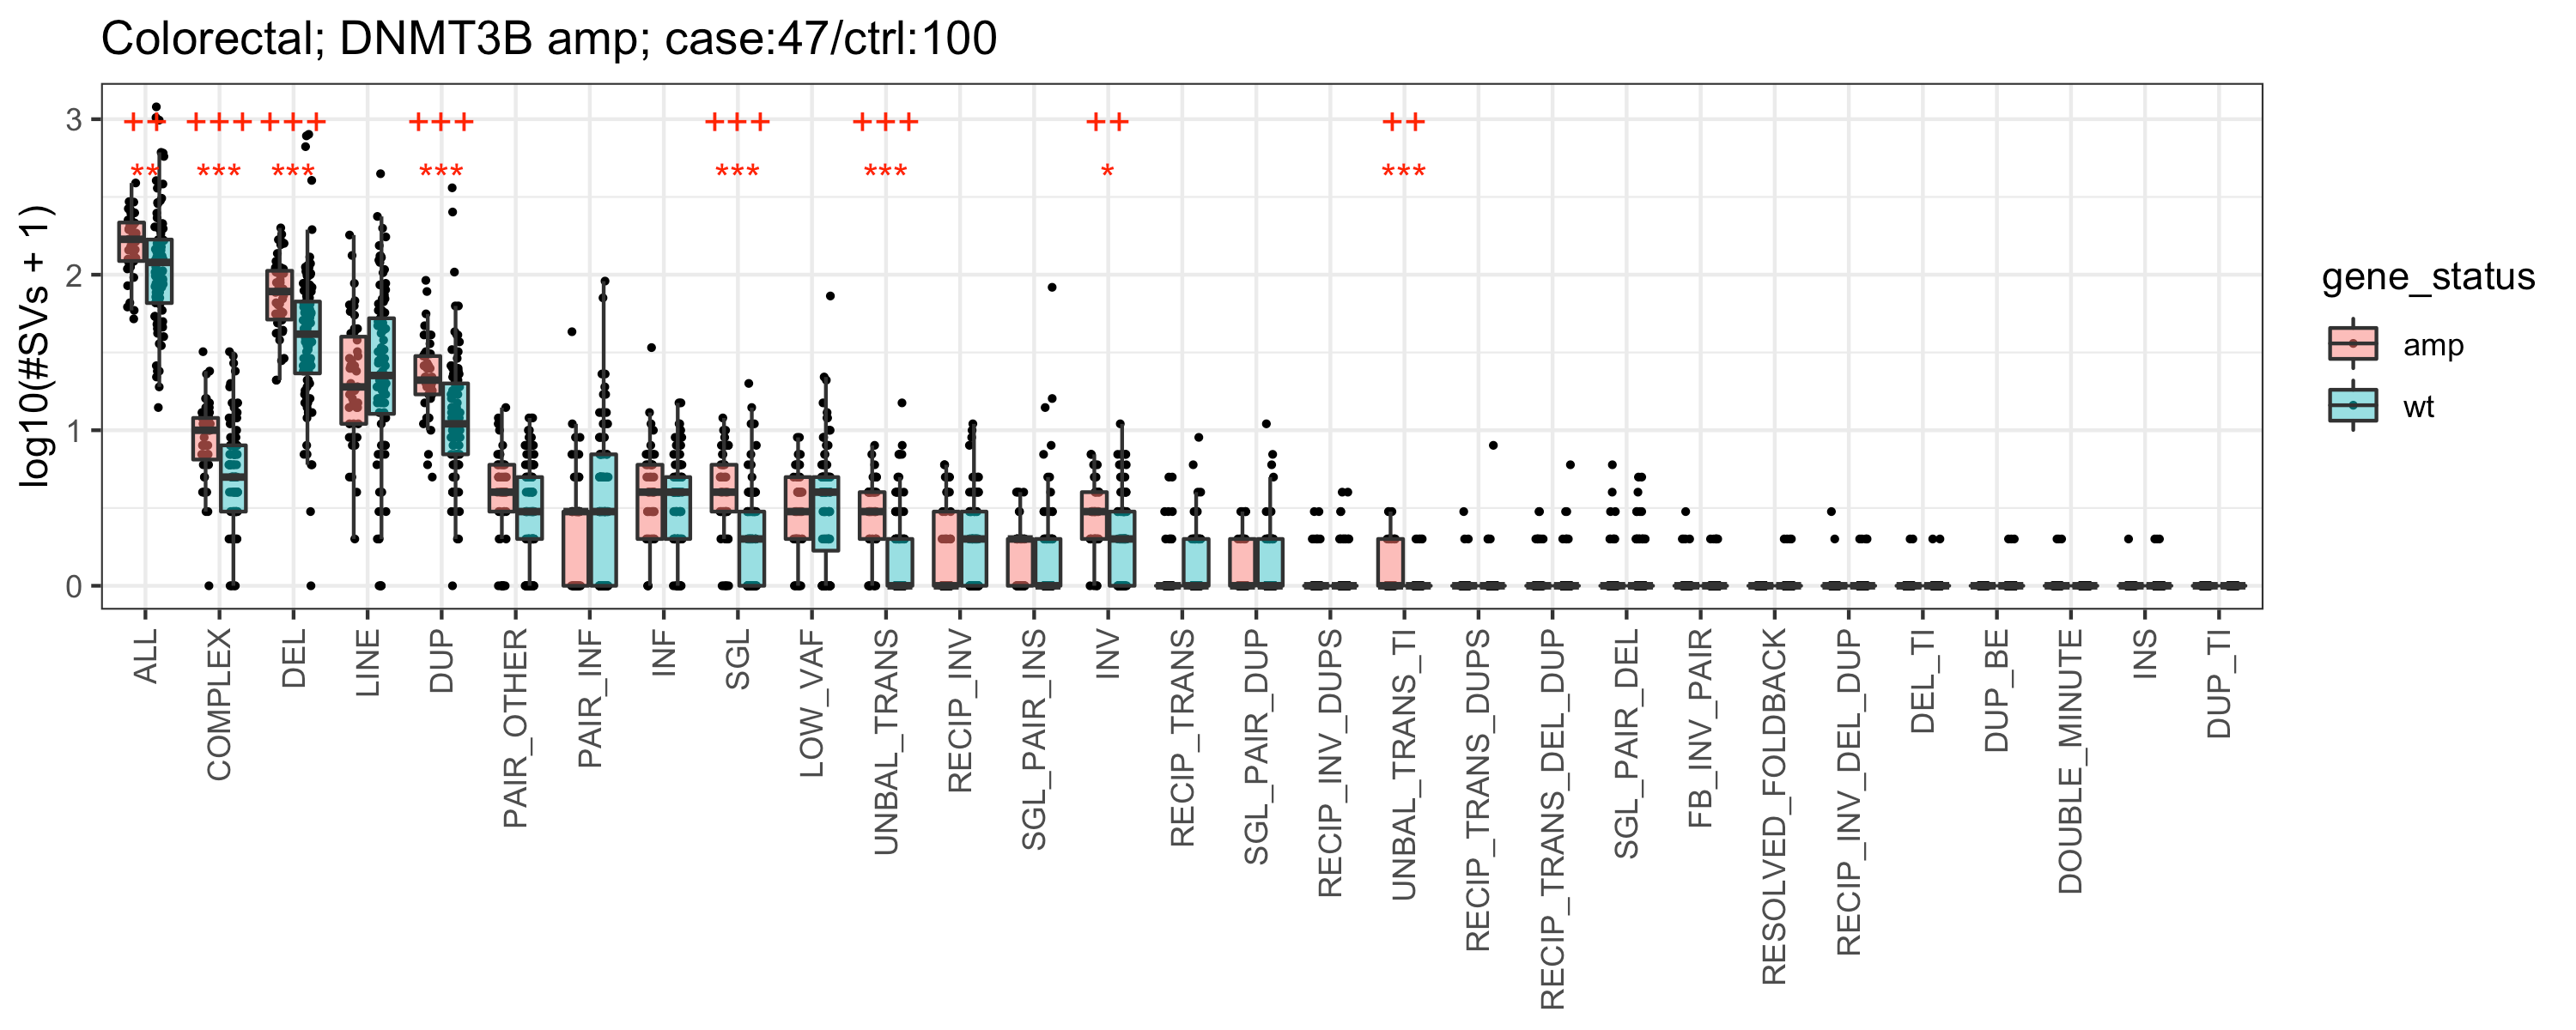 Colorectal; DNMT3B amp; case:47/ctrl:100
log10(#SVs + 1)
3
2
1
0
++ +++ +++ +++ +++ +++ ++ ++
** *** *** *** *** *** * ***
ALL
COMPLEX
DEL
LINE
DUP
PAIR_OTHER
PAIR_INF
INF
SGL
LOW_VAF
UNBAL_TRANS
RECIP_INV
SGL_PAIR_INS
INV
RECIP_TRANS
SGL_PAIR_DUP
RECIP_INV_DUPS
UNBAL_TRANS_TI
RECIP_TRANS_DUPS
RECIP_TRANS_DEL_DUP
SGL_PAIR_DEL
FB_INV_PAIR
RESOLVED_FOLDBACK
RECIP_INV_DEL_DUP
DEL_TI
DUP_BE
DOUBLE_MINUTE
INS
DUP_TI
gene_status
amp
wt